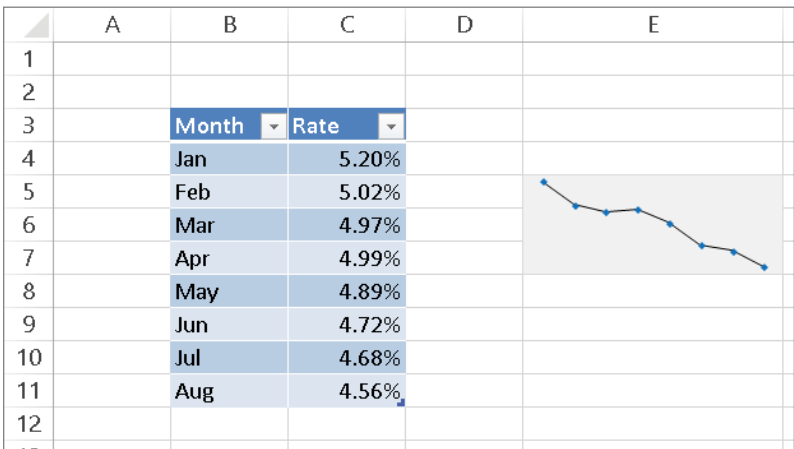 A B C D E
1
2
3 Month Rate
4 Jan 5.20%
5 Feb 5.02%
6 Mar 4.97%
7 Apr 4.99%
8 May 4.89%
9 Jun 4.72%
10 Jul 4.68%
11 Aug 4.56%
12